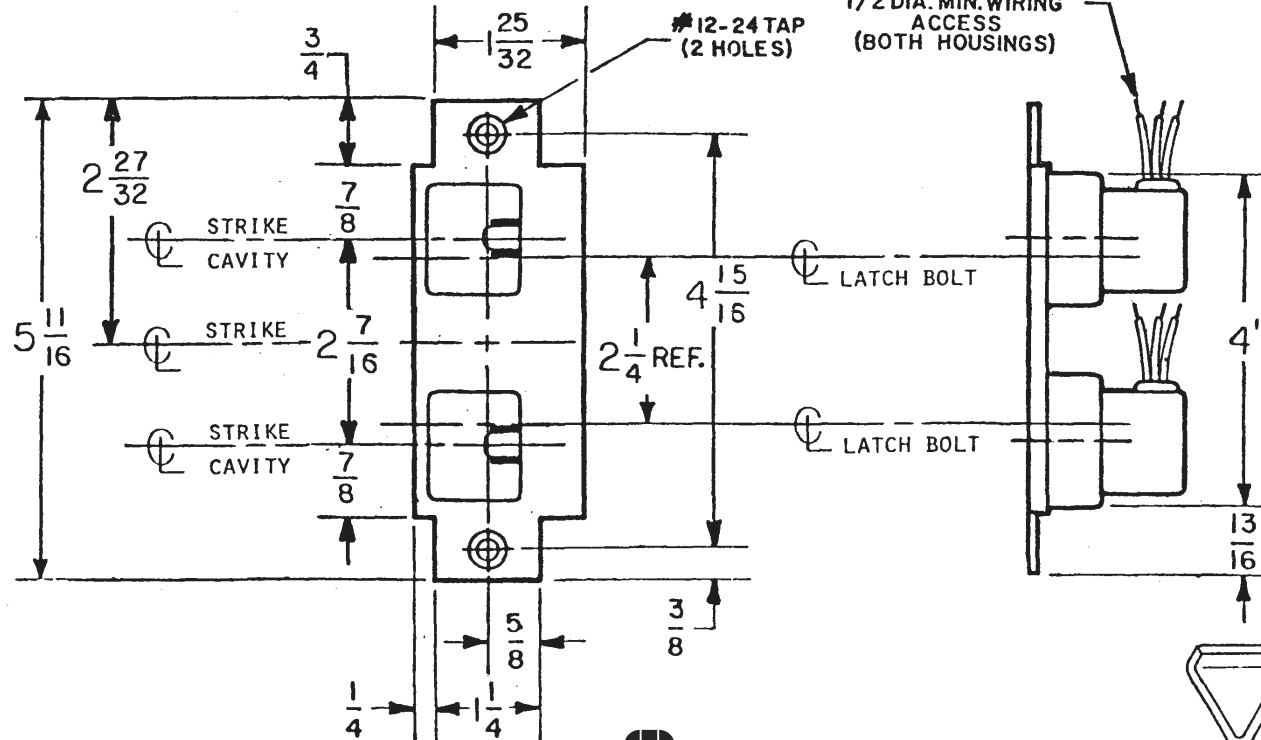 3/4
1 25/32
#12-24 TAP
(2 HOLES)
1/2 DIA. MIN. WIRING
ACCESS
(BOTH HOUSINGS)
2 27/32
7/8
℄ STRIKE
CAVITY
℄ LATCH BOLT
4 15/16
5 11/16
℄ STRIKE
2 7/16
2 1/4 REF.
4'
℄ STRIKE
CAVITY
℄ LATCH BOLT
7/8
13/16
3/8
5/8
1/4
1 1/4